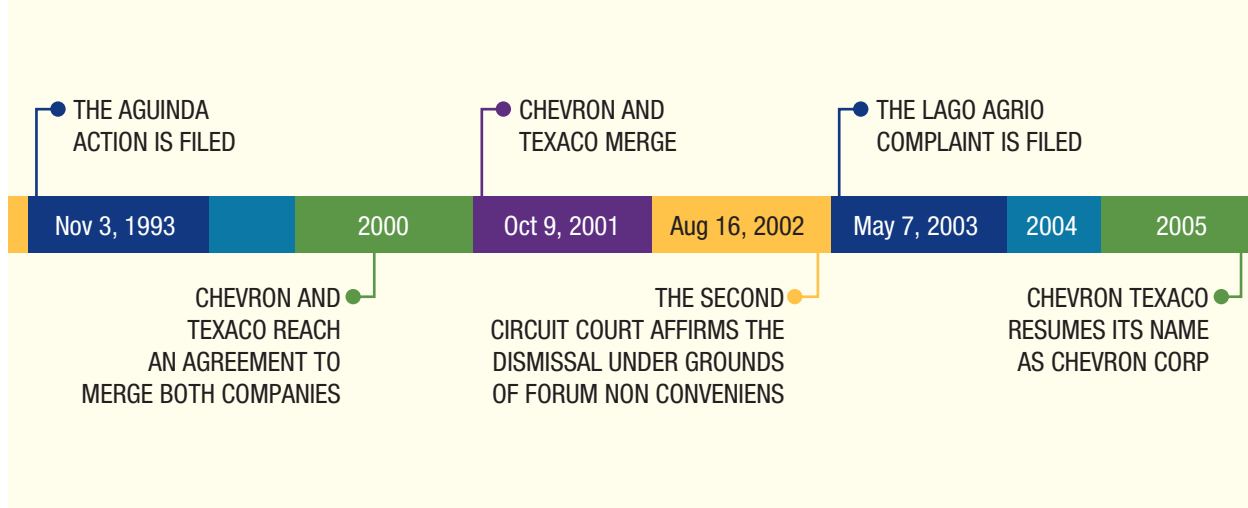 THE AGUINDA
ACTION IS FILED
CHEVRON AND
TEXACO MERGE
THE LAGO AGRIO
COMPLAINT IS FILED
Nov 3, 1993
2000
Oct 9, 2001
Aug 16, 2002
May 7, 2003
2004
2005
CHEVRON AND
TEXACO REACH
AN AGREEMENT TO
MERGE BOTH COMPANIES
THE SECOND
CIRCUIT COURT AFFIRMS THE
DISMISSAL UNDER GROUNDS
OF FORUM NON CONVENIENS
CHEVRON TEXACO
RESUMES ITS NAME
AS CHEVRON CORP